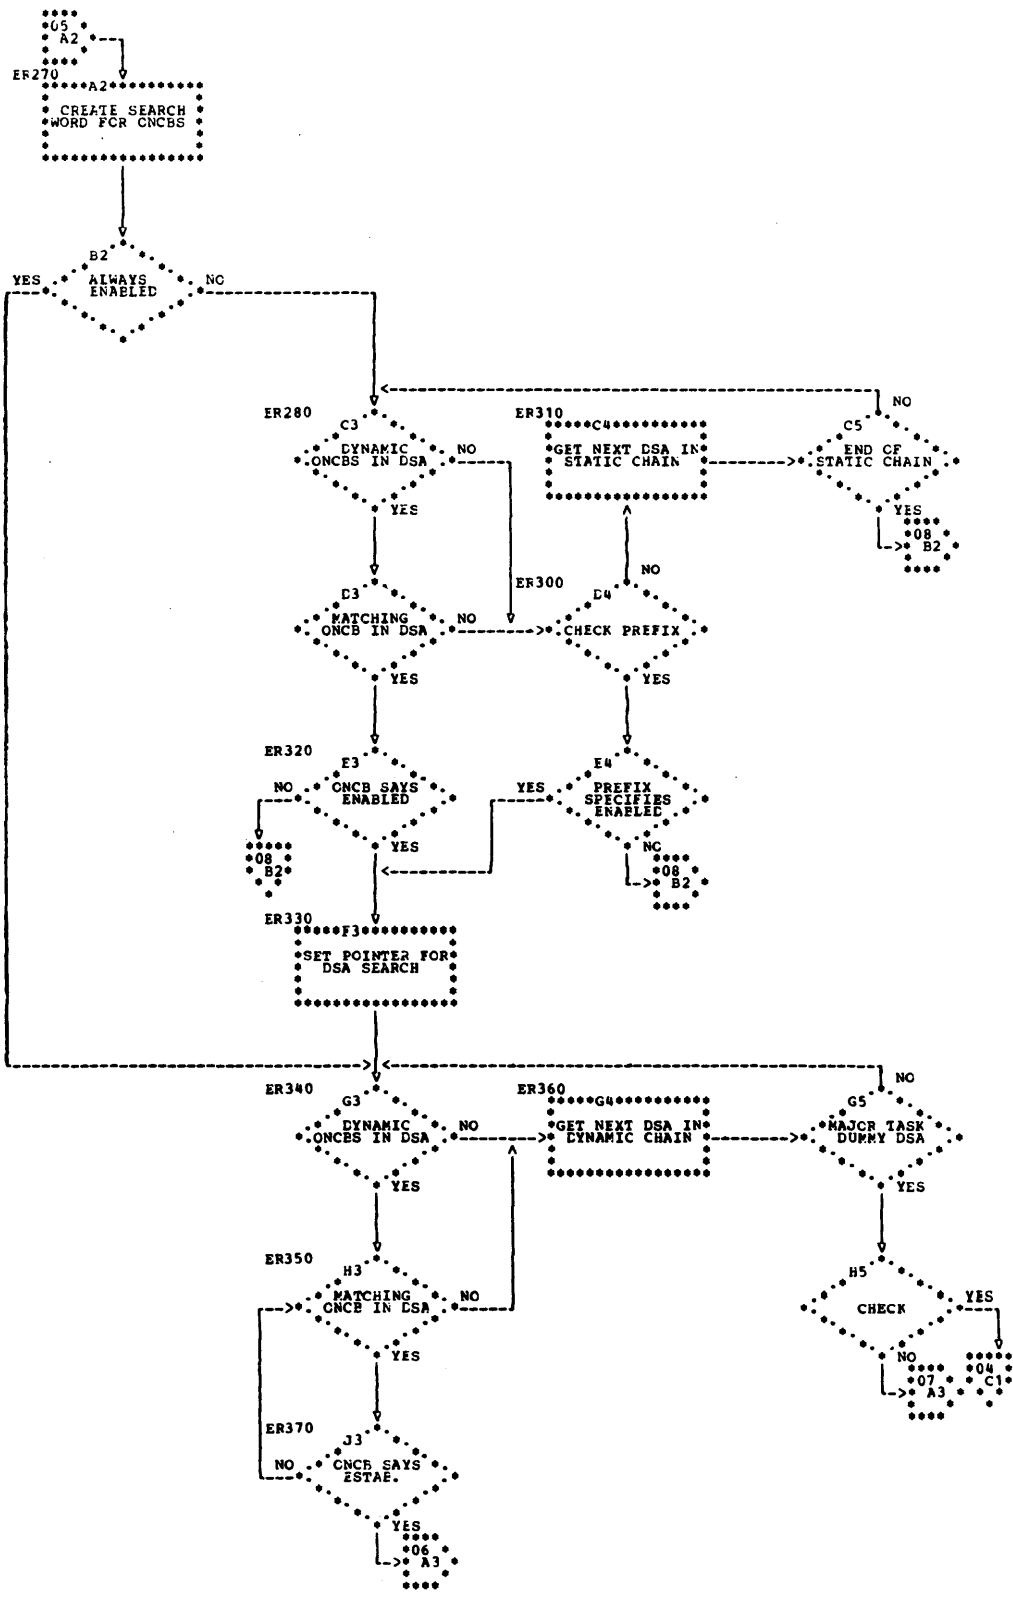 05
A2
ER270
A2
CREATE SEARCH
WORD FOR ONCBS
B2
YES
ALWAYS
ENABLED
NO
NO
ER280
C3
DYNAMIC
ONCBS IN DSA
NO
YES
ER310
C4
GET NEXT DSA IN
STATIC CHAIN
C5
END OF
STATIC CHAIN
YES
08
B2
NO
ER300
D3
MATCHING
ONCB IN DSA
NO
YES
D4
CHECK PREFIX
YES
ER320
E3
NO
ONCB SAYS
ENABLED
YES
08
B2
E4
YES
PREFIX
SPECIFIES
ENABLED
NO
08
B2
ER330
F3
SET POINTER FOR
DSA SEARCH
ER340
G3
DYNAMIC
ONCBS IN DSA
NO
YES
ER360
G4
GET NEXT DSA IN
DYNAMIC CHAIN
NO
G5
MAJOR TASK
DUMMY DSA
YES
ER350
H3
MATCHING
ONCB IN DSA
NO
YES
H5
CHECK
YES
NO
04
C1
07
A3
ER370
J3
NO
ONCB SAYS
ESTAB.
YES
06
A3